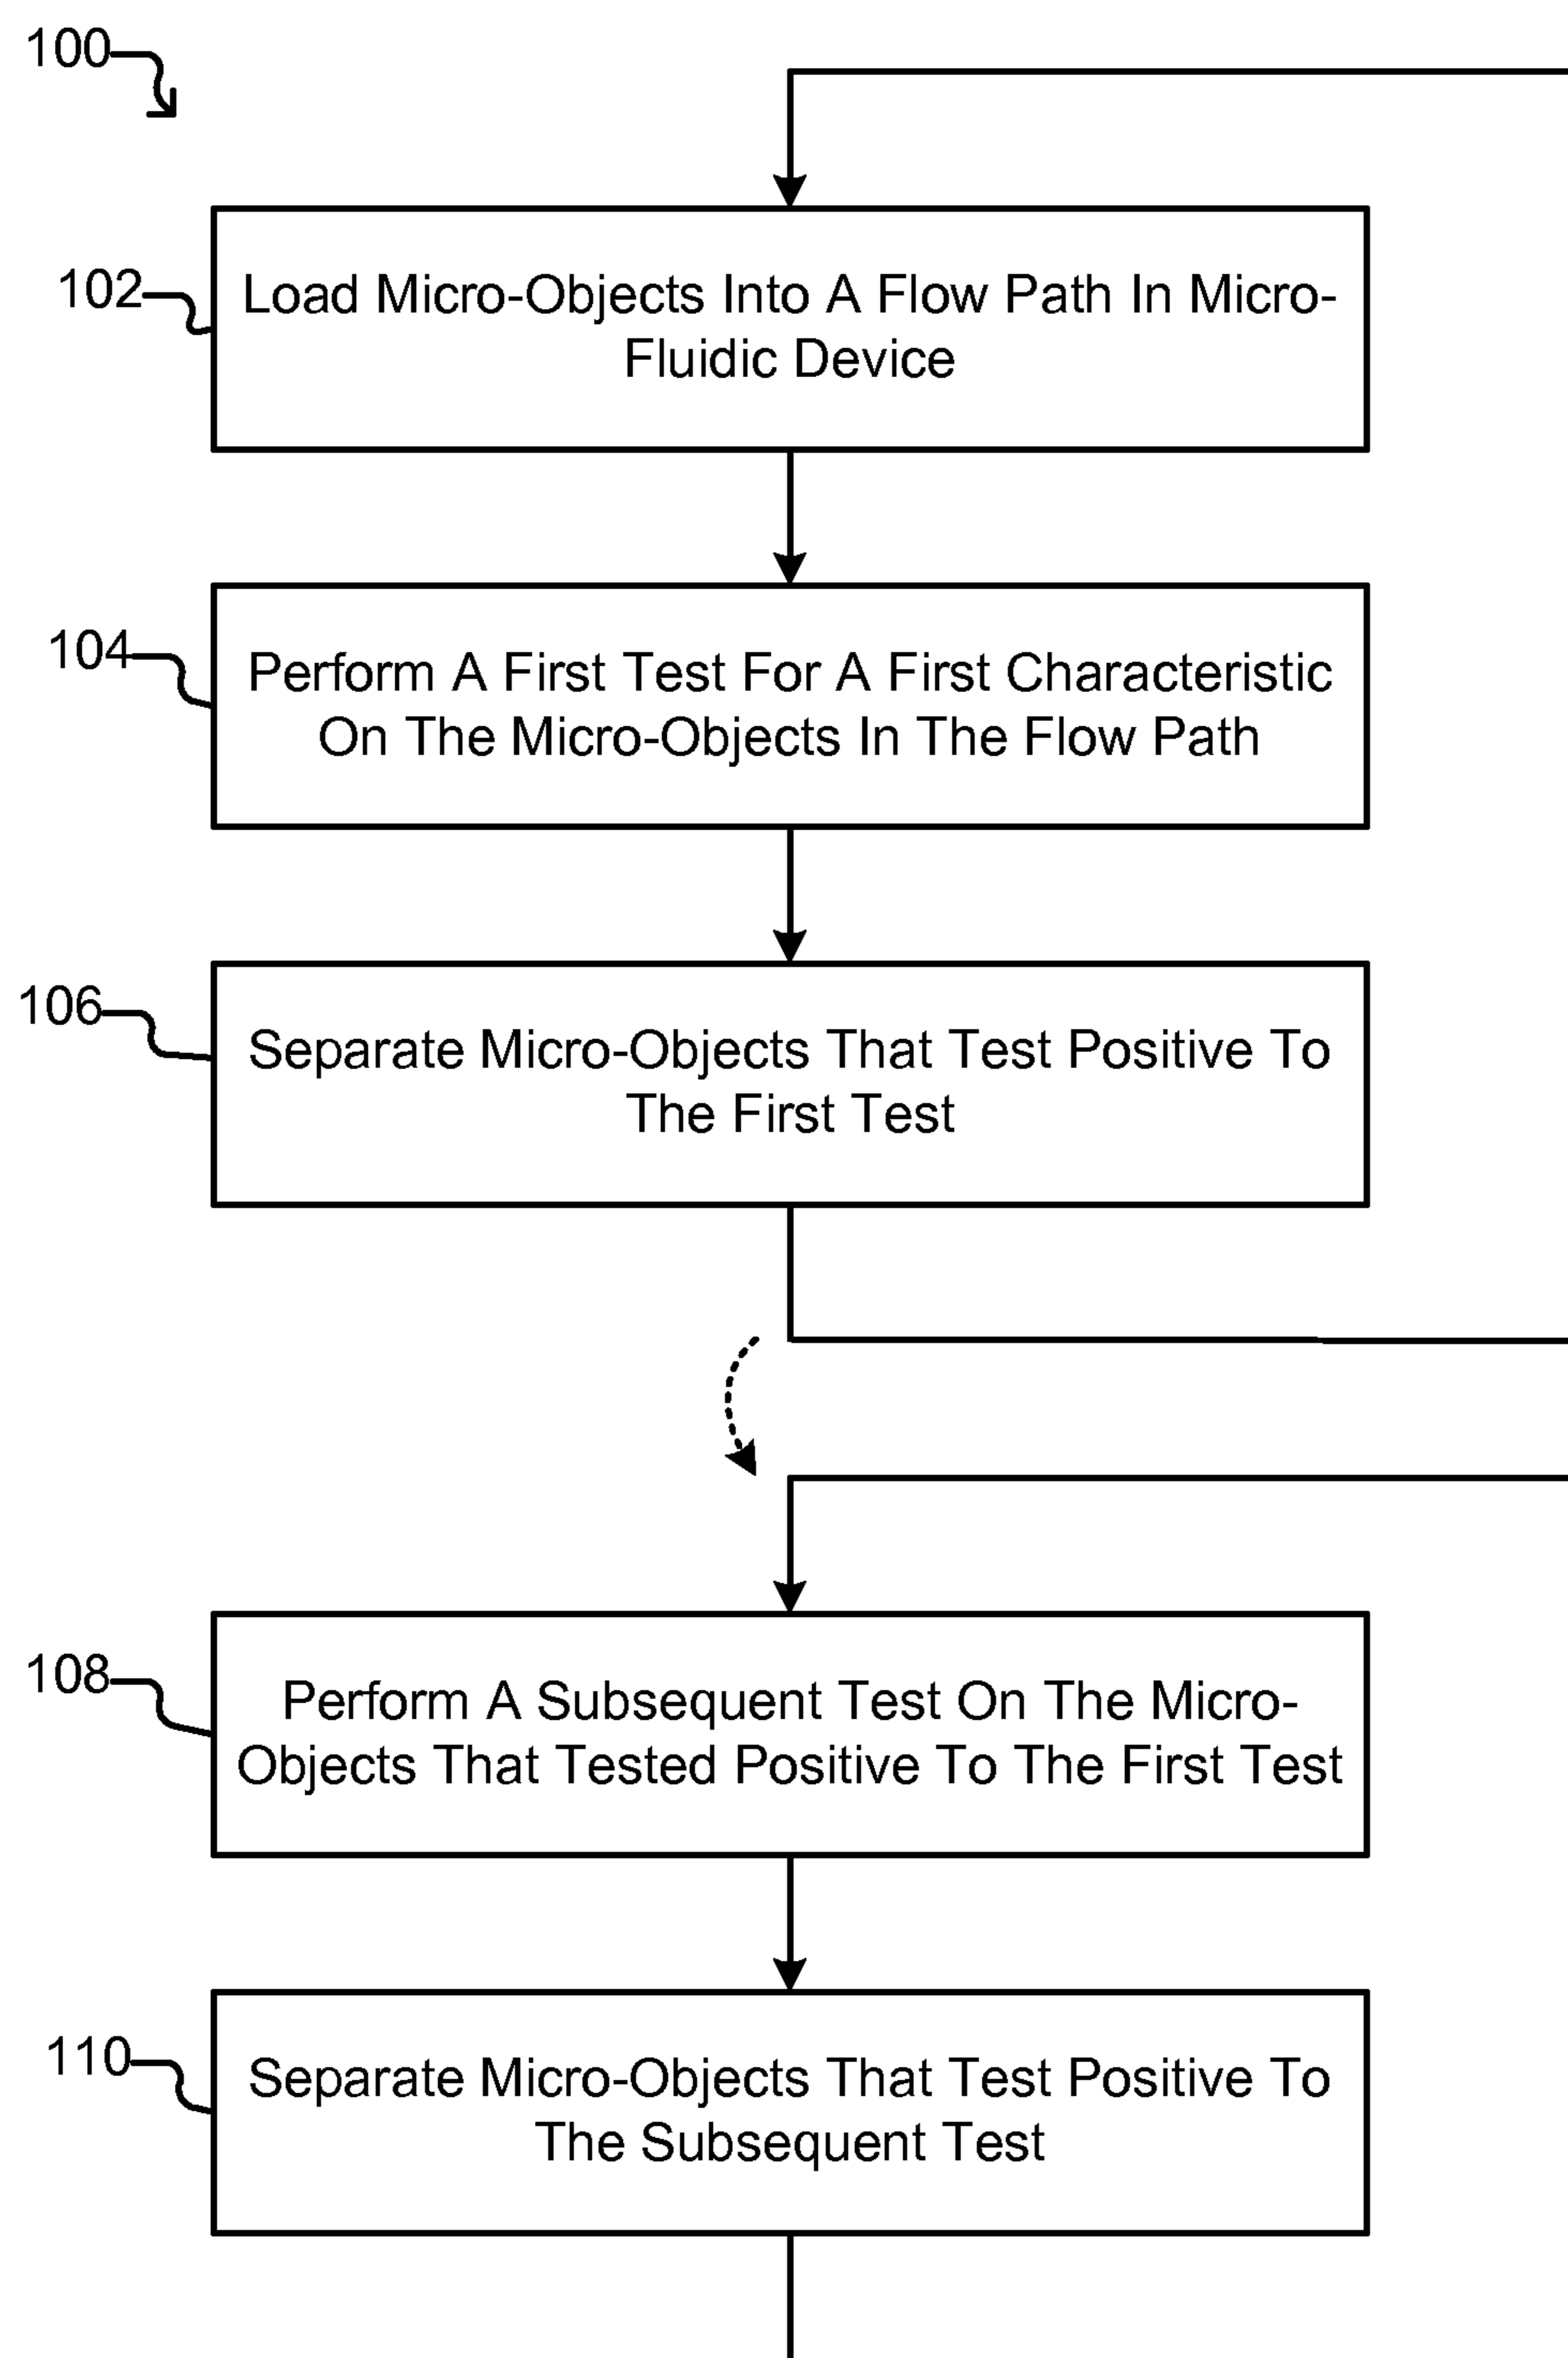 100
102
Load Micro-Objects Into A Flow Path In Micro-
Fluidic Device
104
Perform A First Test For A First Characteristic
On The Micro-Objects In The Flow Path
106
Separate Micro-Objects That Test Positive To
The First Test
108
Perform A Subsequent Test On The Micro-
Objects That Tested Positive To The First Test
110
Separate Micro-Objects That Test Positive To
The Subsequent Test